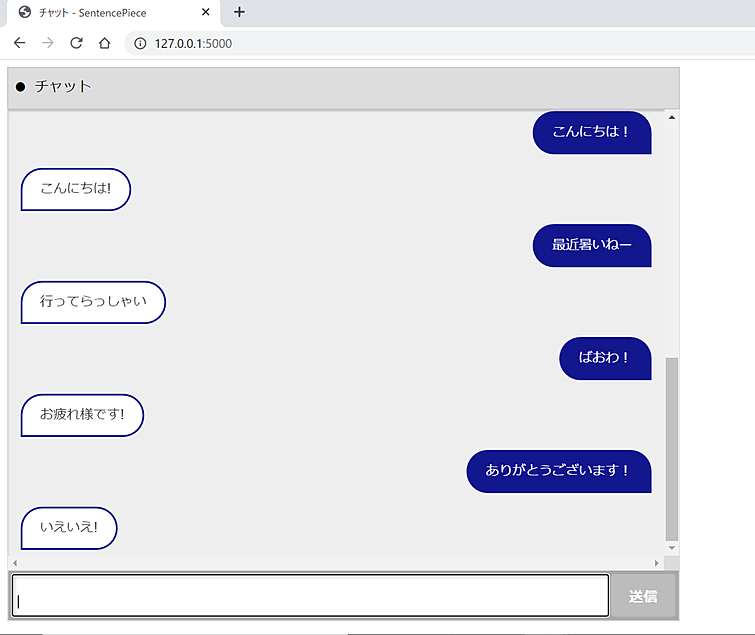 チャット - SentencePiece
127.0.0.1:5000
● チャット
こんにちは！
こんにちは!
最近暑いねー
行ってらっしゃい
ばおわ！
お疲れ様です!
ありがとうございます！
いえいえ!
送信